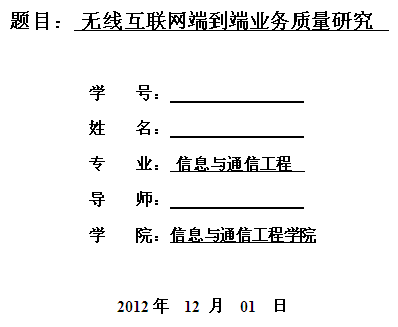 题目： 无线互联网端到端业务质量研究
学 号：
姓 名：
专 业： 信息与通信工程
导 师：
学 院：信息与通信工程学院
2012 年 12 月 01 日